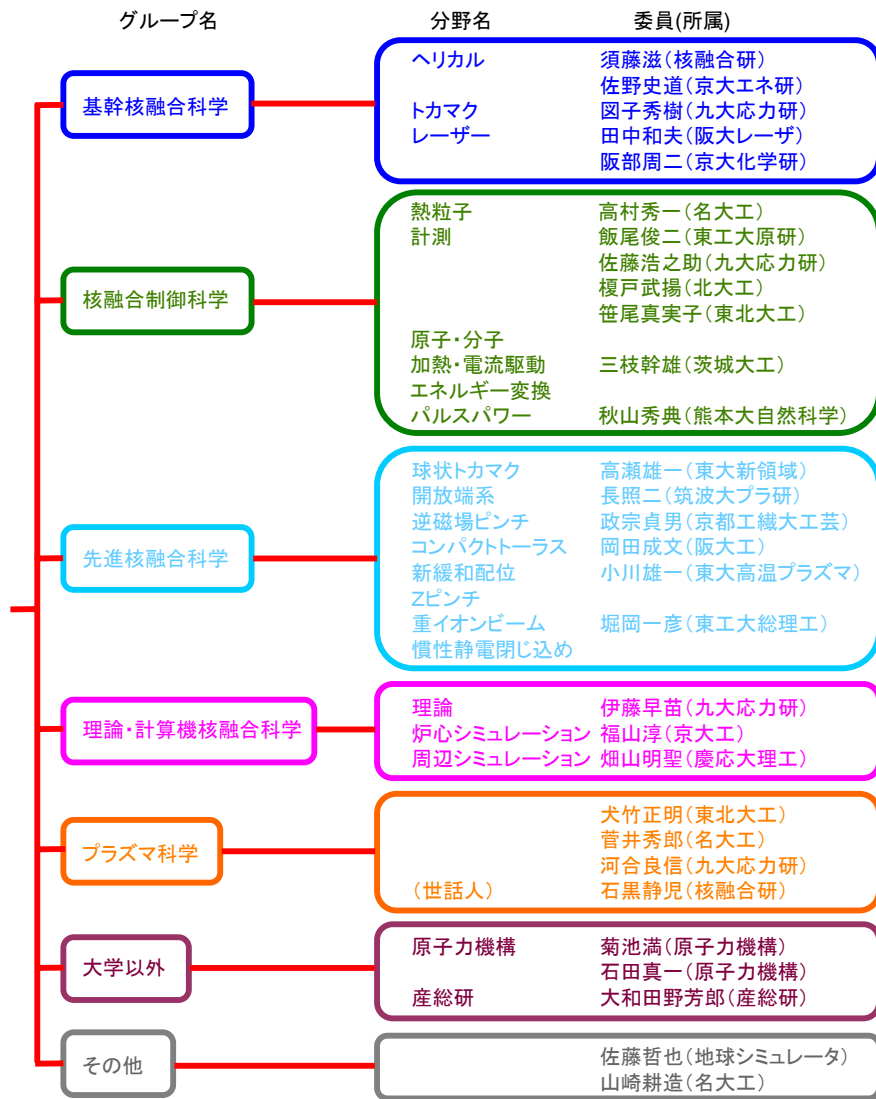 グループ名 分野名 委員(所属)
基幹核融合科学
ヘリカル 須藤滋(核融合研)
佐野史道(京大エネ研)
トカマク 図子秀樹(九大応力研)
レーザー 田中和夫(阪大レーザ)
阪部周二(京大化学研)
核融合制御科学
熱粒子 高村秀一(名大工)
計測 飯尾俊二(東工大原研)
佐藤浩之助(九大応力研)
榎戸武揚(北大工)
笹尾真実子(東北大工)
原子・分子
加熱・電流駆動 三枝幹雄(茨城大工)
エネルギー変換
パルスパワー 秋山秀典(熊本大自然科学)
先進核融合科学
球状トカマク 高瀬雄一(東大新領域)
開放端系 長照二(筑波大プラ研)
逆磁場ピンチ 政宗貞男(京都工繊大工芸)
コンパクトトーラス 岡田成文(阪大工)
新緩和配位 小川雄一(東大高温プラズマ)
Zピンチ
重イオンビーム 堀岡一彦(東工大総理工)
慣性静電閉じ込め
理論・計算機核融合科学
理論 伊藤早苗(九大応力研)
炉心シミュレーション 福山淳(京大工)
周辺シミュレーション 畑山明聖(慶応大理工)
プラズマ科学
犬竹正明(東北大工)
菅井秀郎(名大工)
河合良信(九大応力研)
(世話人) 石黒静児(核融合研)
大学以外
原子力機構 菊池満(原子力機構)
石田真一(原子力機構)
産総研 大和田野芳郎(産総研)
その他
佐藤哲也(地球シミュレータ)
山崎耕造(名大工)